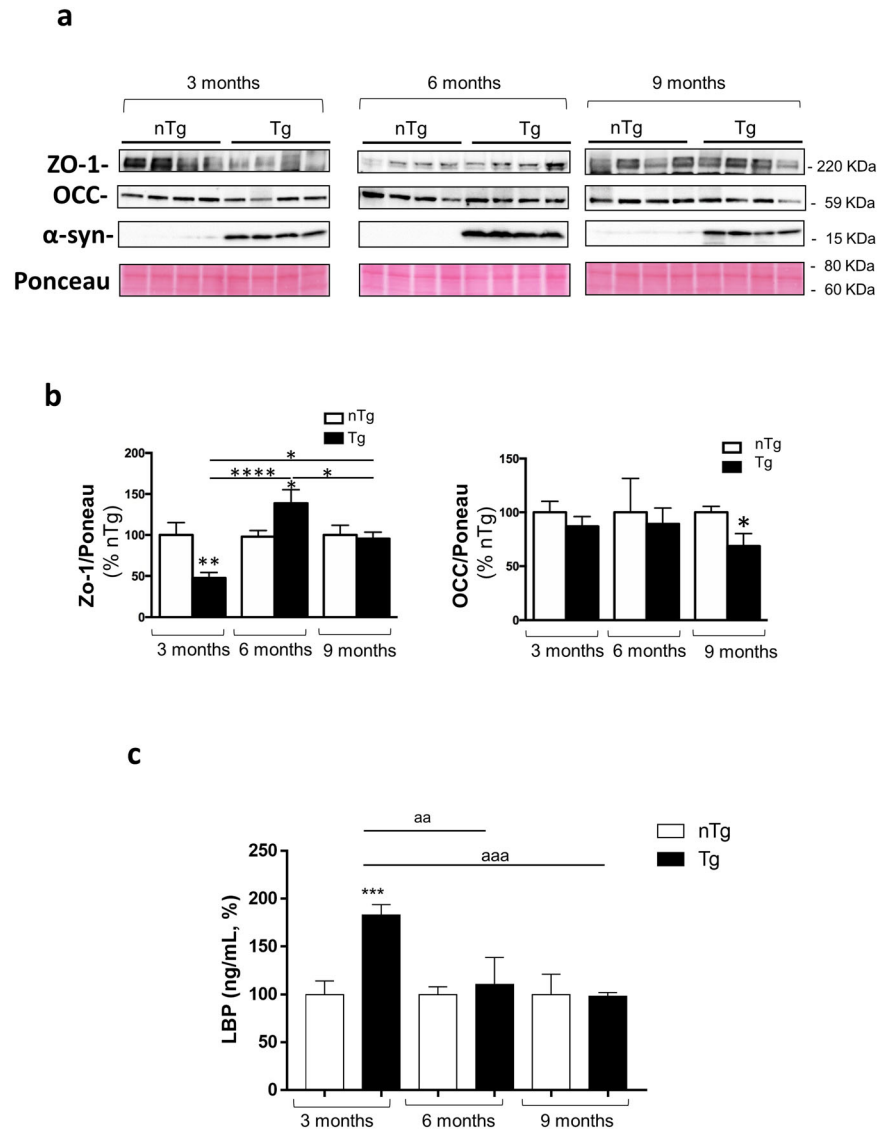 a
3 months 6 months 9 months
nTg Tg nTg Tg nTg Tg
ZO-1- - 220 KDa
OCC- - 59 KDa
α-syn- - 15 KDa
Ponceau - 80 KDa
- 60 KDa
b
nTg
Tg
*
**** *
*
**
200
150
100
50
0
Zo-1/Poneau
(% nTg)
3 months 6 months 9 months
nTg
Tg
*
150
100
50
0
OCC/Poneau
(% nTg)
3 months 6 months 9 months
c
aa
aaa
***
nTg
Tg
250
200
150
100
50
0
LBP (ng/mL, %)
3 months 6 months 9 months